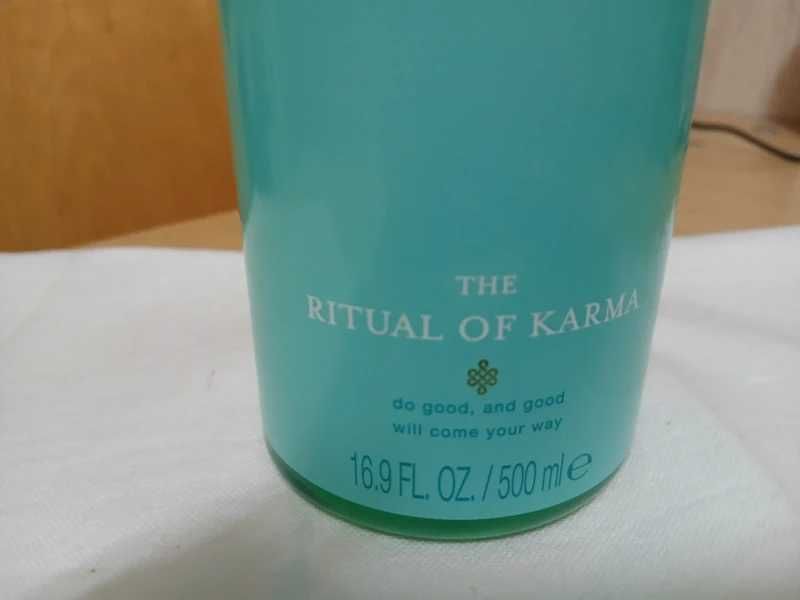 THE
RITUAL OF KARMA
do good, and good
will come your way
16.9 FL. OZ. / 500 ml ℮